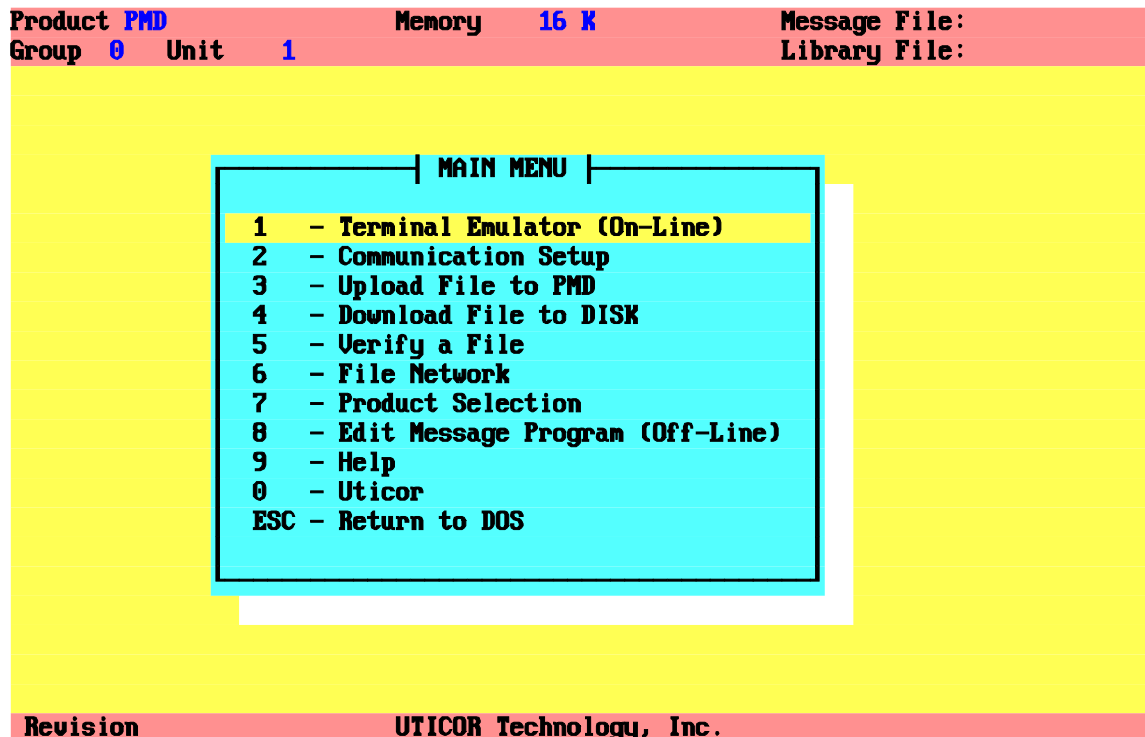 Product PMD Memory 16 K Message File:
Group 0 Unit 1 Library File:
MAIN MENU
1 - Terminal Emulator (On-Line)
2 - Communication Setup
3 - Upload File to PMD
4 - Download File to DISK
5 - Verify a File
6 - File Network
7 - Product Selection
8 - Edit Message Program (Off-Line)
9 - Help
0 - Uticor
ESC - Return to DOS
Revision UTICOR Technology, Inc.